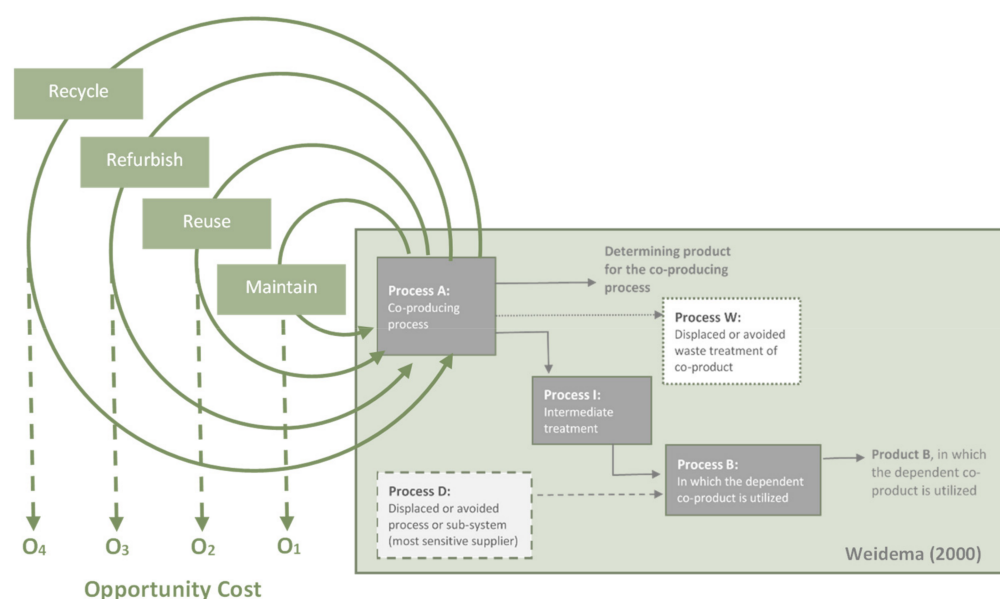 Recycle
Refurbish
Reuse
Maintain
Process A:
Co-producing
process
Determining product
for the co-producing
process
Process W:
Displaced or avoided
waste treatment of
co-product
Process I:
Intermediate
treatment
Process B:
In which the dependent
co-product is utilized
Product B, in which
the dependent co-
product is utilized
Process D:
Displaced or avoided
process or sub-system
(most sensitive supplier)
Weidema (2000)
O₄ O₃ O₂ O₁
Opportunity Cost